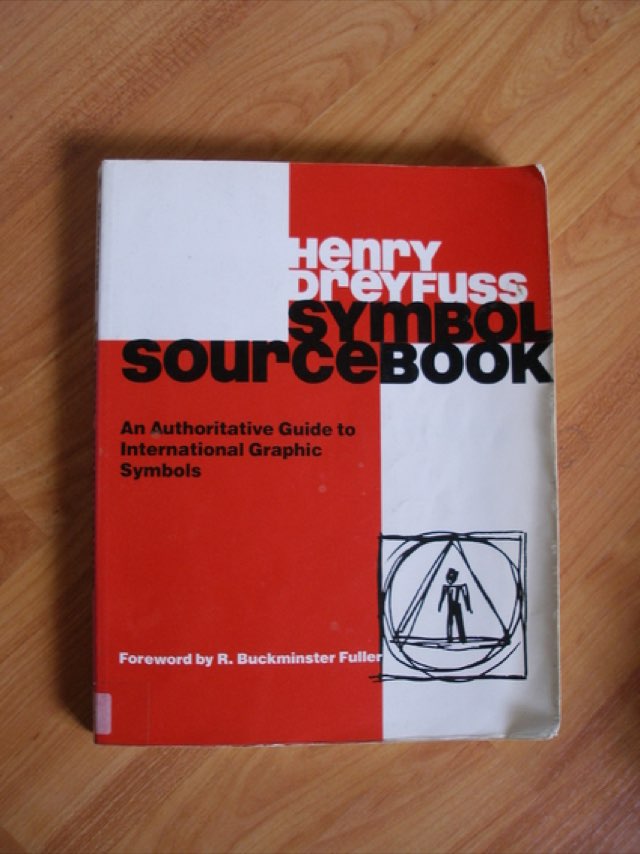 Henry
Dreyfuss
Symbol
Sourcebook
An Authoritative Guide to
International Graphic
Symbols
Foreword by R. Buckminster Fuller